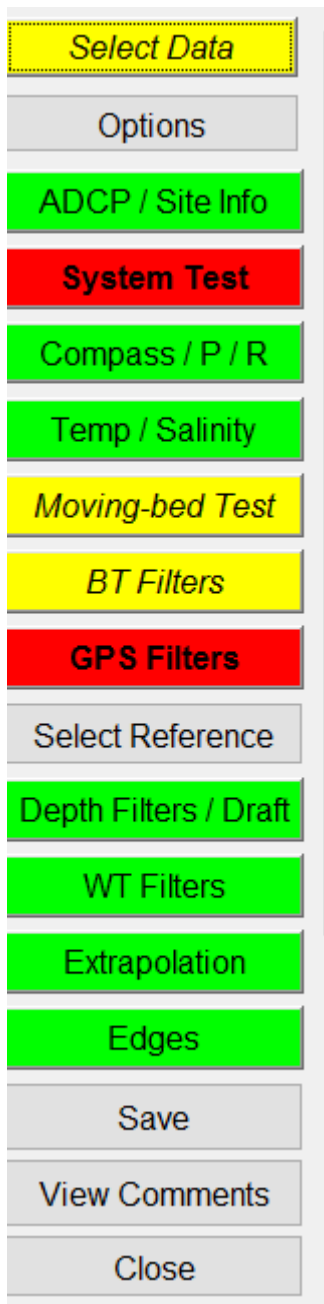 Select Data
Options
ADCP / Site Info
System Test
Compass / P / R
Temp / Salinity
Moving-bed Test
BT Filters
GPS Filters
Select Reference
Depth Filters / Draft
WT Filters
Extrapolation
Edges
Save
View Comments
Close